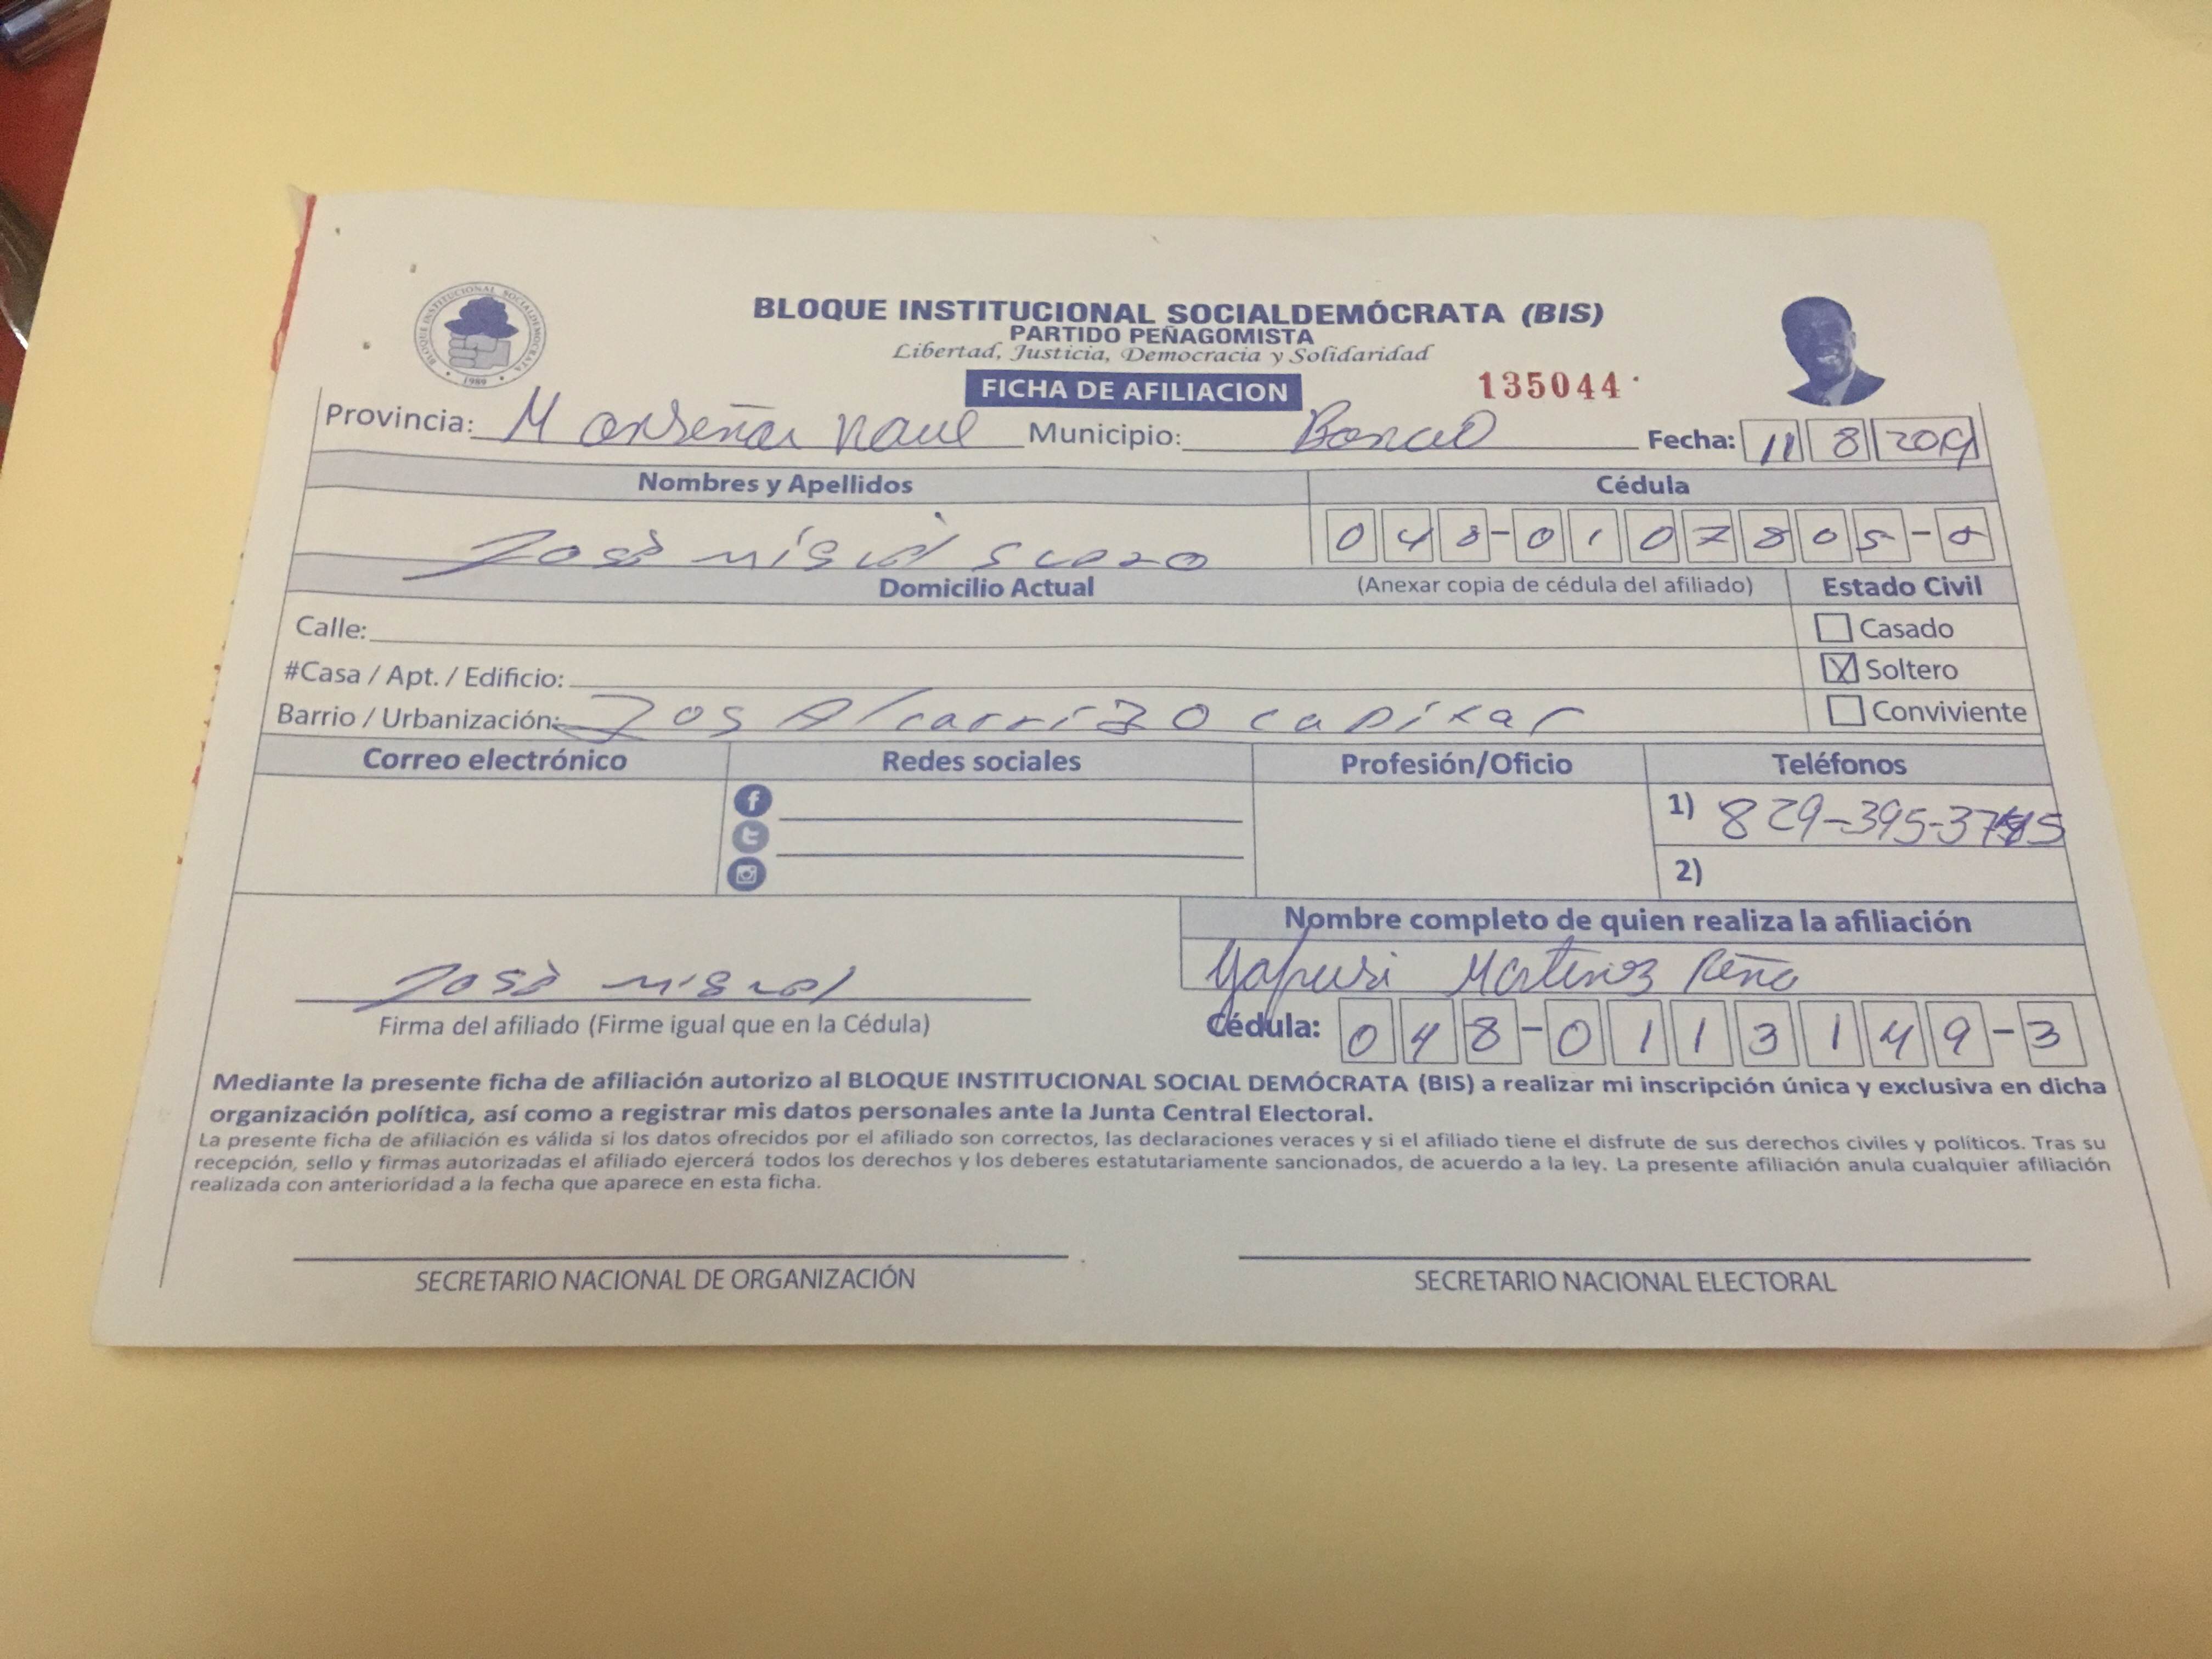 BLOQUE INSTITUCIONAL SOCIALDEMÓCRATA (BIS)
PARTIDO PEÑAGOMISTA
Libertad, Justicia, Democracia y Solidaridad
BLOQUE INSTITUCIONAL SOCIALDEMÓCRATA
1989
FICHA DE AFILIACION 135044
Provincia: Monseñor Municipio: Bonao Fecha: 11 8 2019
Nombres y Apellidos Cédula
José Miguel 048-0107805-
Domicilio Actual (Anexar copia de cédula del afiliado) Estado Civil
Calle: Casado
#Casa / Apt. / Edificio: X Soltero
Barrio / Urbanización: Los Alcarrizo Conviviente
Correo electrónico Redes sociales Profesión/Oficio Teléfonos
1) 829-395-
2)
Nombre completo de quien realiza la afiliación
Martinez Peña
José Miguel
Firma del afiliado (Firme igual que en la Cédula) Cédula: 048-0113149-3
Mediante la presente ficha de afiliación autorizo al BLOQUE INSTITUCIONAL SOCIAL DEMÓCRATA (BIS) a realizar mi inscripción única y exclusiva en dicha
organización política, así como a registrar mis datos personales ante la Junta Central Electoral.
La presente ficha de afiliación es válida si los datos ofrecidos por el afiliado son correctos, las declaraciones veraces y si el afiliado tiene el disfrute de sus derechos civiles y políticos. Tras su
recepción, sello y firmas autorizadas el afiliado ejercerá todos los derechos y los deberes estatutariamente sancionados, de acuerdo a la ley. La presente afiliación anula cualquier afiliación
realizada con anterioridad a la fecha que aparece en esta ficha.
SECRETARIO NACIONAL DE ORGANIZACIÓN SECRETARIO NACIONAL ELECTORAL